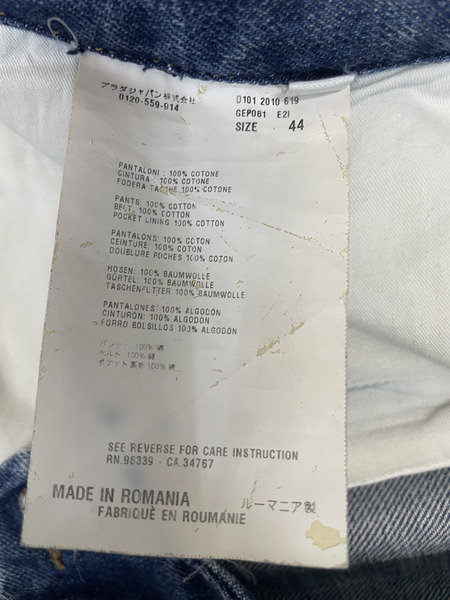 プラダジャパン株式会社
0120-559-914
D101 2010 619
GEP081 E2I
SIZE 44
PANTALONI: 100% COTONE
CINTURA: 100% COTONE
FODERA TASCHE 100% COTONE
PANTS: 100% COTTON
BELT: 100% COTTON
POCKET LINING 100% COTTON
PANTALONS: 100% COTON
CEINTURE: 100% COTON
DOUBLURE POCHES 100% COTON
HOSEN: 100% BAUMWOLLE
GÜRTEL: 100% BAUMWOLLE
TASCHENFUTTER 100% BAUMWOLLE
PANTALONES: 100% ALGODÓN
CINTURÓN: 100% ALGODON
FORRO BOLSILLOS 100% ALGODON
パンツ 100% 綿
ベルト 100% 綿
ポケット裏地 100% 綿
SEE REVERSE FOR CARE INSTRUCTION
RN.98339 - CA.34767
MADE IN ROMANIA
ルーマニア製
FABRIQUÈ EN ROUMANIE